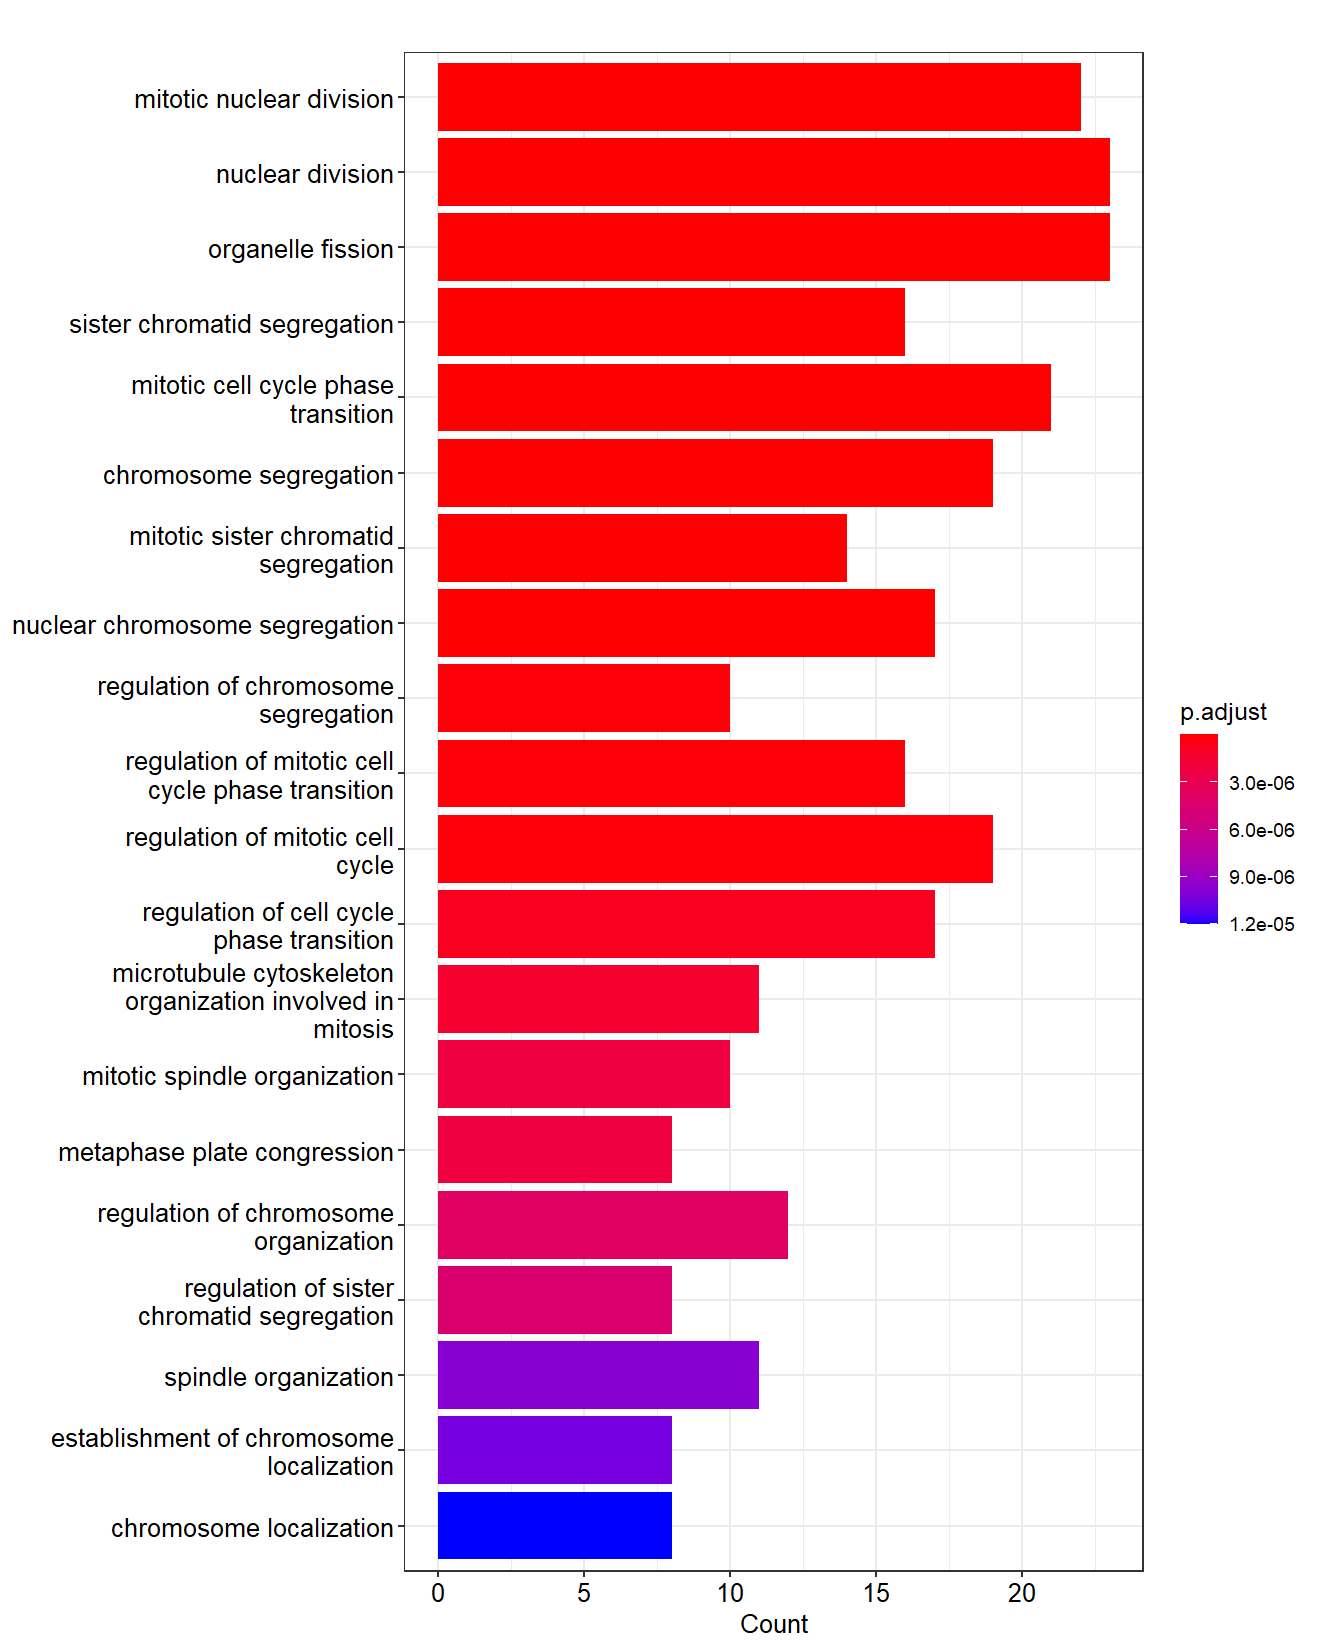 mitotic nuclear division
nuclear division
organelle fission
sister chromatid segregation
mitotic cell cycle phase
transition
chromosome segregation
mitotic sister chromatid
segregation
nuclear chromosome segregation
regulation of chromosome
segregation
regulation of mitotic cell
cycle phase transition
regulation of mitotic cell
cycle
regulation of cell cycle
phase transition
microtubule cytoskeleton
organization involved in
mitosis
mitotic spindle organization
metaphase plate congression
regulation of chromosome
organization
regulation of sister
chromatid segregation
spindle organization
establishment of chromosome
localization
chromosome localization
0 5 10 15 20
Count
p.adjust
3.0e-06
6.0e-06
9.0e-06
1.2e-05